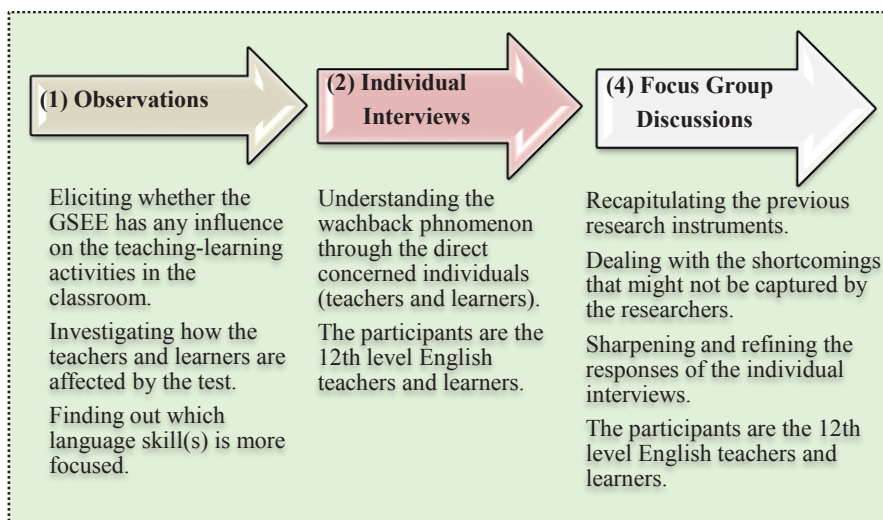 (1) Observations
Eliciting whether the
GSEE has any influence
on the teaching-learning
activities in the
classroom.
Investigating how the
teachers and learners are
affected by the test.
Finding out which
language skill(s) is more
focused.
(2) Individual
Interviews
Understanding the
wachback phnomenon
through the direct
concerned individuals
(teachers and learners).
The participants are the
12th level English
teachers and learners.
(4) Focus Group
Discussions
Recapitulating the previous
research instruments.
Dealing with the shortcomings
that might not be captured by
the researchers.
Sharpening and refining the
responses of the individual
interviews.
The participants are the 12th
level English teachers and
learners.